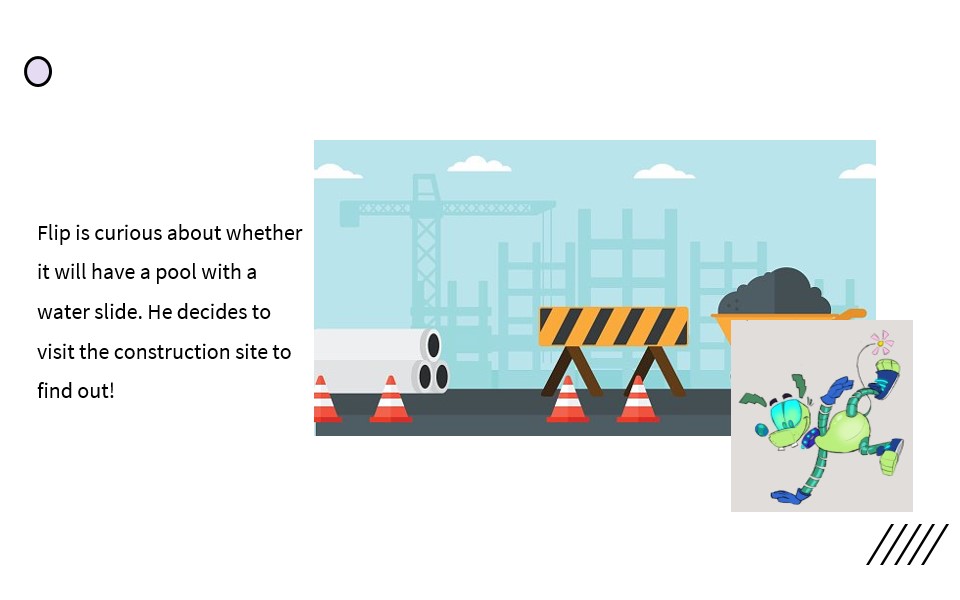 Flip is curious about whether
it will have a pool with a
water slide. He decides to
visit the construction site to
find out!